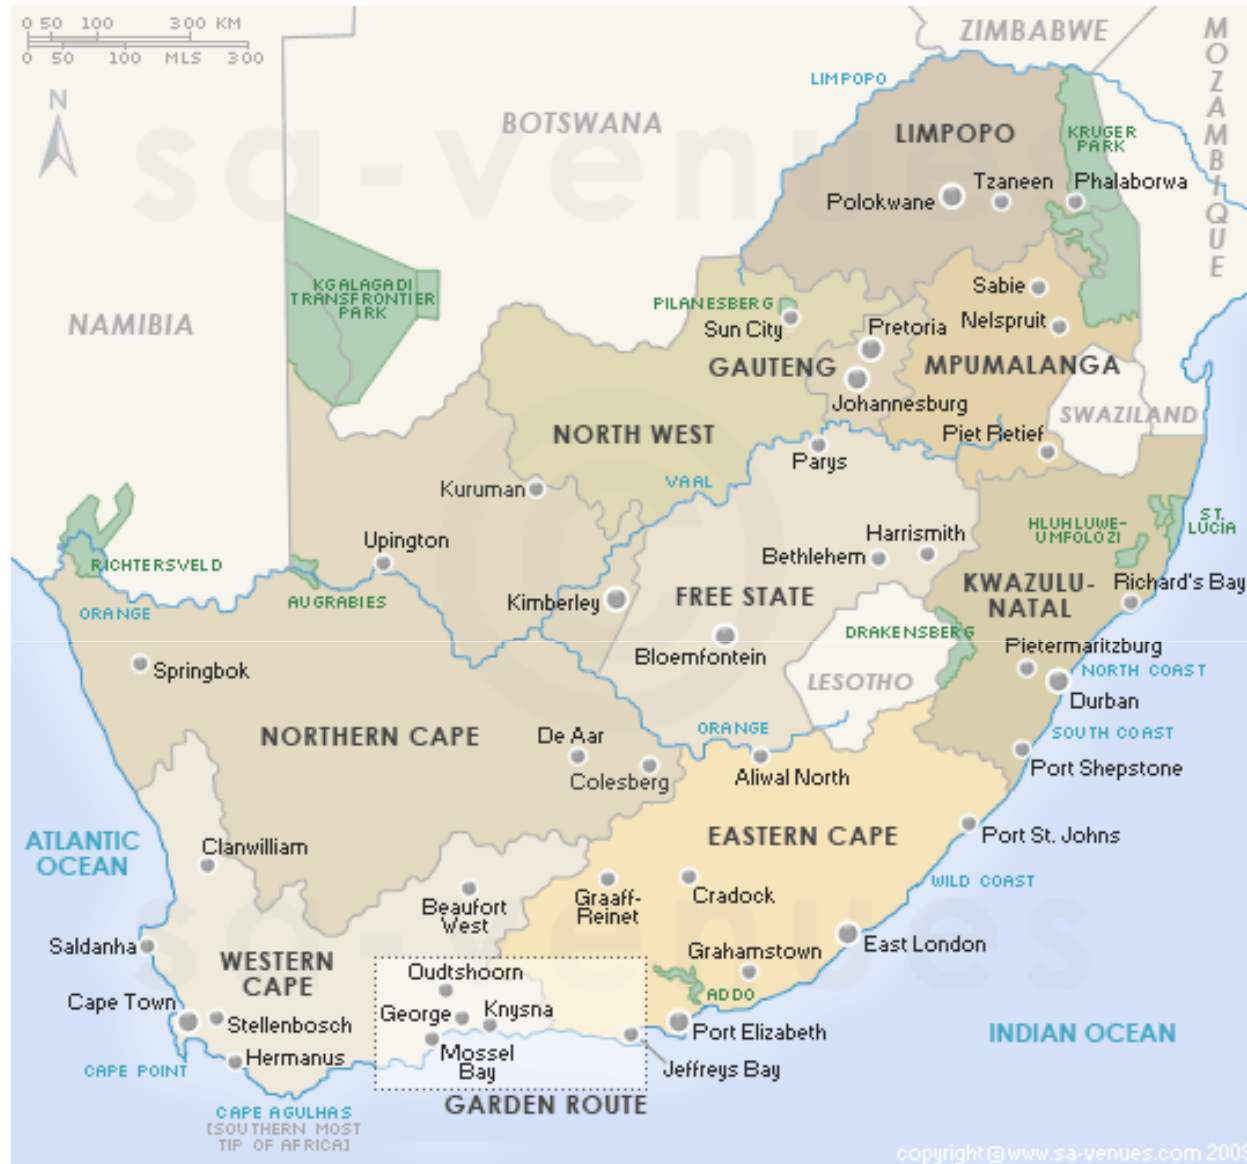 0 50 100 300 KM
0 50 100 MLS 300
N
ZIMBABWE
MOZAMBIQUE
LIMPOPO
BOTSWANA
sa-venues
LIMPOPO
KRUGER
PARK
Polokwane
Tzaneen
Phalaborwa
KGALAGADI
TRANSFRONTIER
PARK
NAMIBIA
PILANESBERG
Sun City
Sabie
Nelspruit
Pretoria
GAUTENG
MPUMALANGA
Johannesburg
SWAZILAND
NORTH WEST
Piet Retief
Parys
VAAL
Kuruman
ST.
LUCIA
HLUHLUWE-
UMFOLOZI
Upington
Harrismith
Bethlehem
RICHTERSVELD
AUGRABIES
ORANGE
Kimberley
FREE STATE
KWAZULU-
NATAL
Richard's Bay
DRAKENSBERG
Bloemfontein
Pietermaritzburg
Springbok
NORTH COAST
LESOTHO
Durban
ORANGE
NORTHERN CAPE
De Aar
SOUTH COAST
Colesberg
Aliwal North
Port Shepstone
ATLANTIC
OCEAN
EASTERN CAPE
Port St. Johns
Clanwilliam
WILD COAST
Beaufort
West
Graaff-
Reinet
Cradock
sa-venues
Saldanha
East London
Grahamstown
WESTERN
CAPE
Oudtshoorn
ADDO
Cape Town
Stellenbosch
George
Knysna
Port Elizabeth
INDIAN OCEAN
Hermanus
Mossel
Bay
Jeffreys Bay
CAPE POINT
GARDEN ROUTE
CAPE AGULHAS
[SOUTHERN MOST
TIP OF AFRICA]
copyright@www.sa-venues.com 2009